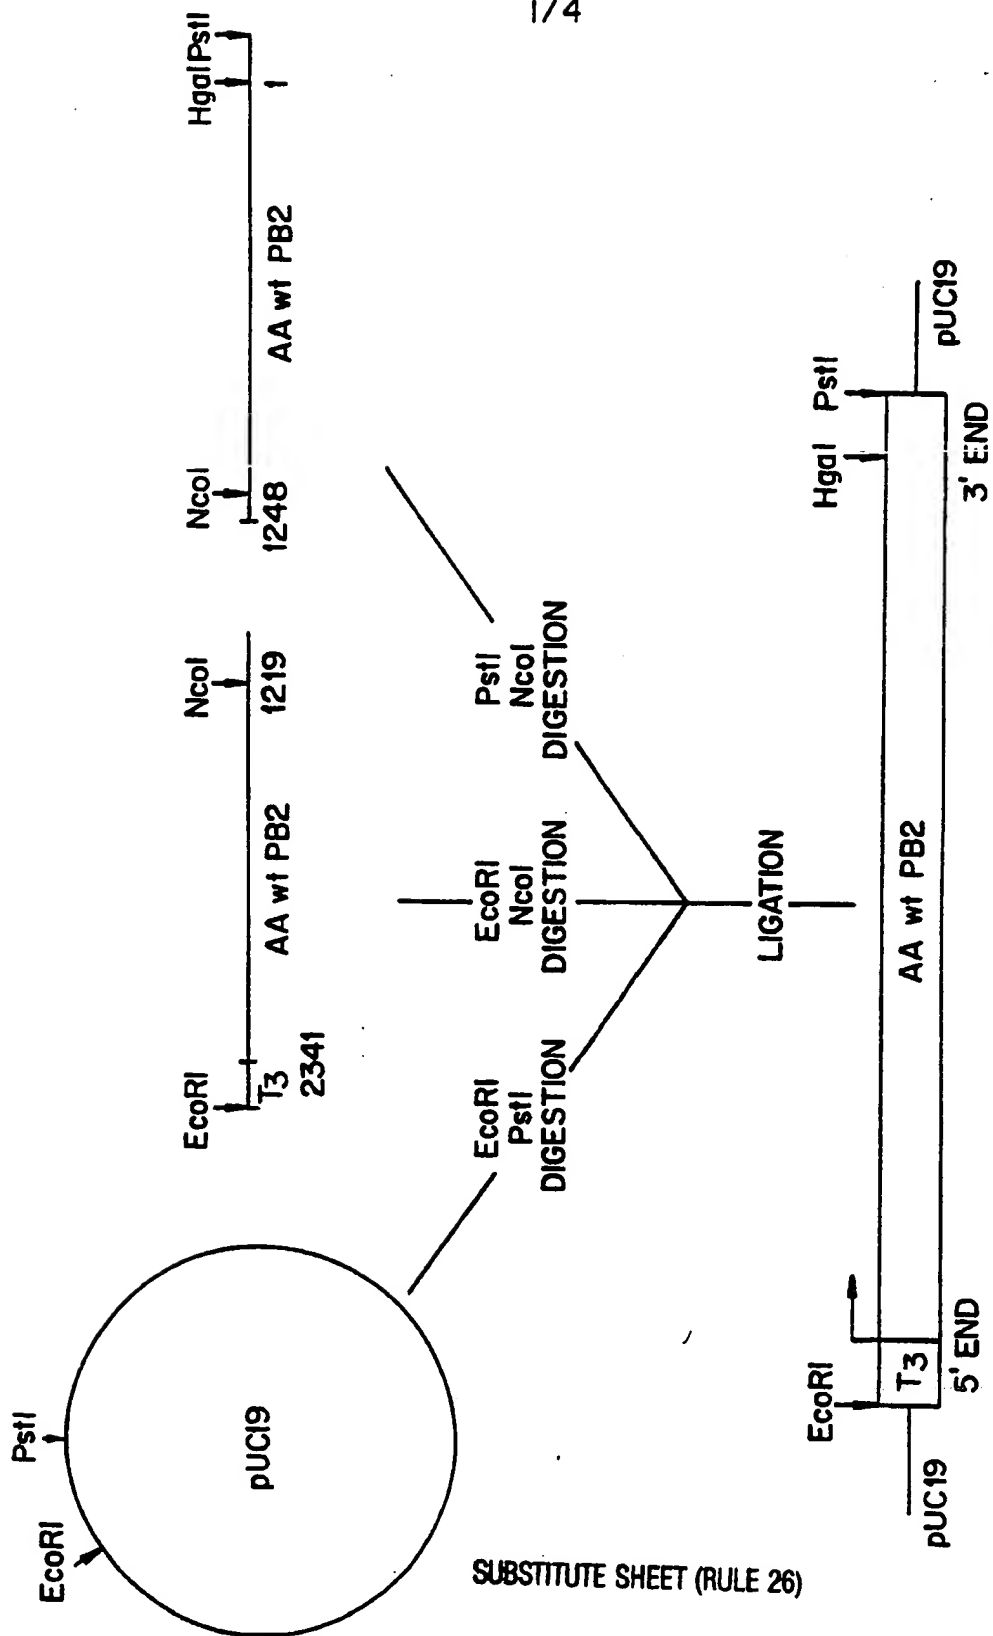 1/4
PstI
EcoRI
pUC19
EcoRI
T3
2341
AA wt PB2
NcoI
1219
NcoI
1248
AA wt PB2
HgaI
PstI
1
EcoRI
PstI
DIGESTION
EcoRI
NcoI
DIGESTION
PstI
NcoI
DIGESTION
LIGATION
pUC19
EcoRI
T3
5' END
AA wt PB2
HgaI
PstI
3' END
pUC19
SUBSTITUTE SHEET (RULE 26)